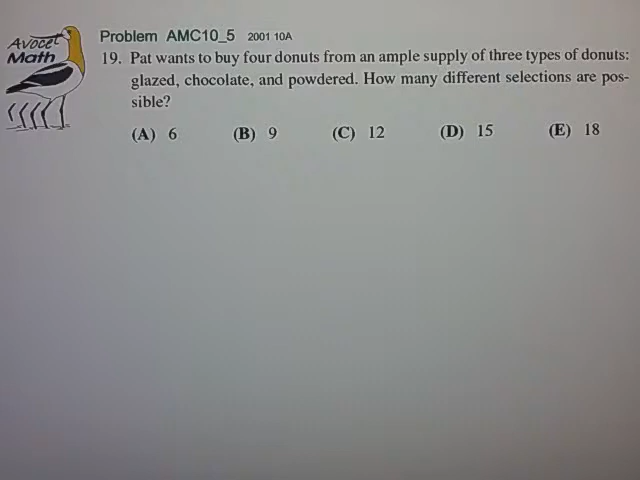 Avocet
Math
Problem AMC10_5 2001 10A
19. Pat wants to buy four donuts from an ample supply of three types of donuts:
glazed, chocolate, and powdered. How many different selections are pos-
sible?
(A) 6 (B) 9 (C) 12 (D) 15 (E) 18